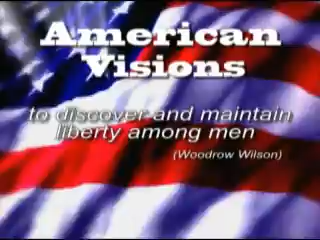 American
Visions
to discover and maintain
liberty among men
(Woodrow Wilson)